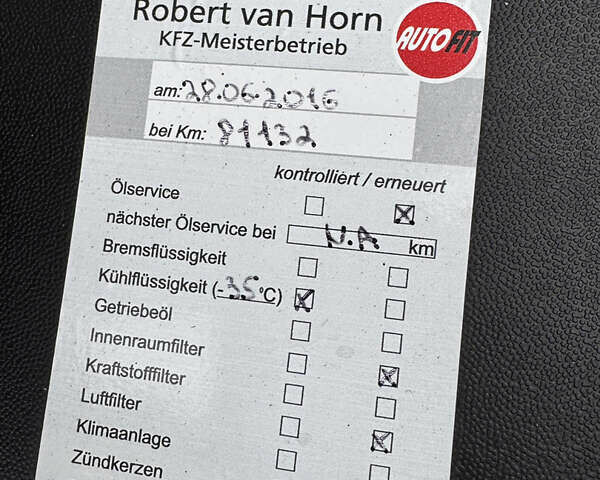 Robert van Horn
KFZ-Meisterbetrieb
AUTOFIT
am: 28.06.2016
bei Km: 81132
kontrolliert / erneuert
Ölservice
nächster Ölservice bei N.A km
Bremsflüssigkeit
Kühlflüssigkeit (-35°C)
Getriebeöl
Innenraumfilter
Kraftstofffilter
Luftfilter
Klimaanlage
Zündkerzen